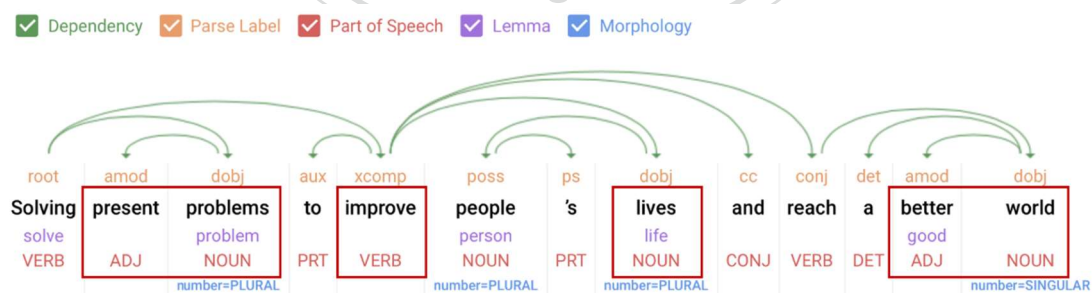 Dependency Parse Label Part of Speech Lemma Morphology
root amod dobj aux xcomp poss ps dobj cc conj det amod dobj
Solving present problems to improve people 's lives and reach a better world
solve problem person life good
VERB ADJ NOUN PRT VERB NOUN PRT NOUN CONJ VERB DET ADJ NOUN
number=PLURAL number=PLURAL number=PLURAL number=SINGULAR